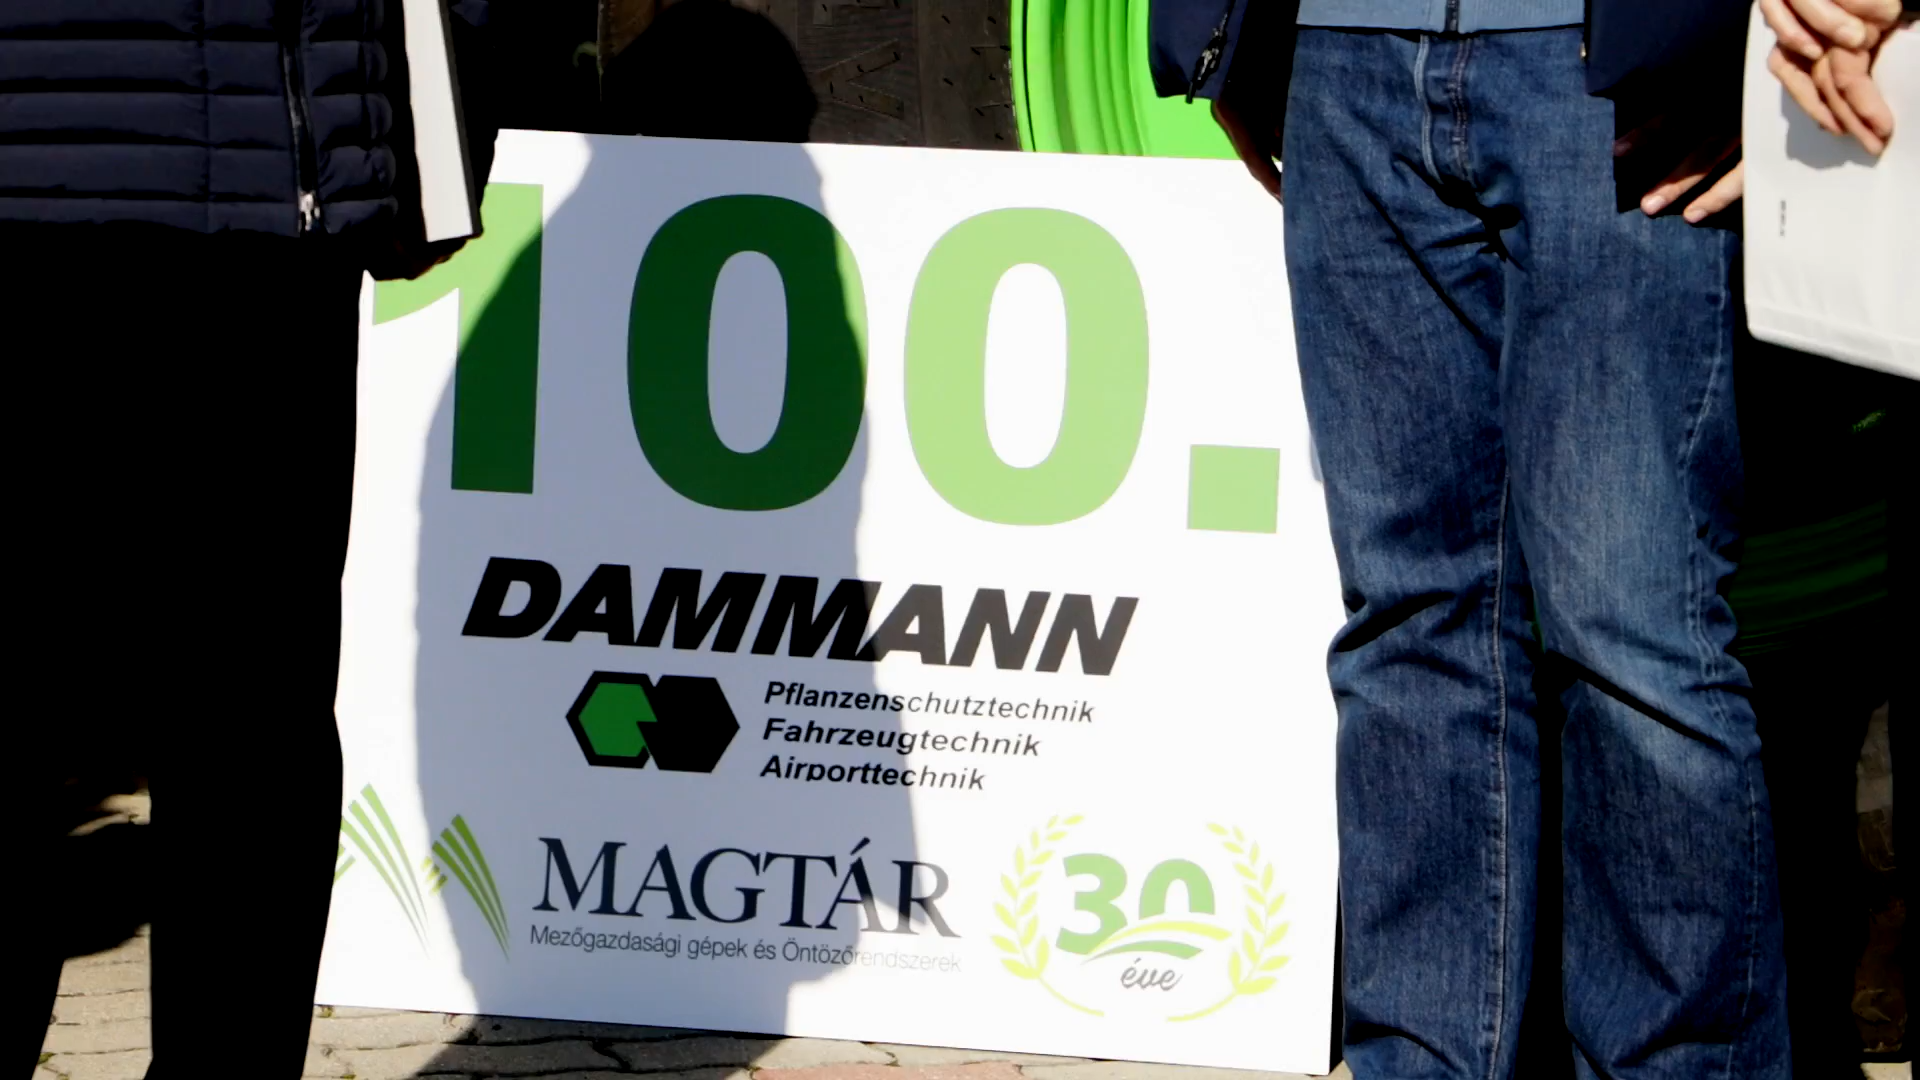 100.
DAMMANN
Pflanzenschutztechnik
Fahrzeugtechnik
Airporttechnik
MAGTÁR
Mezőgazdasági gépek és Öntözőrendszerek
30
éve